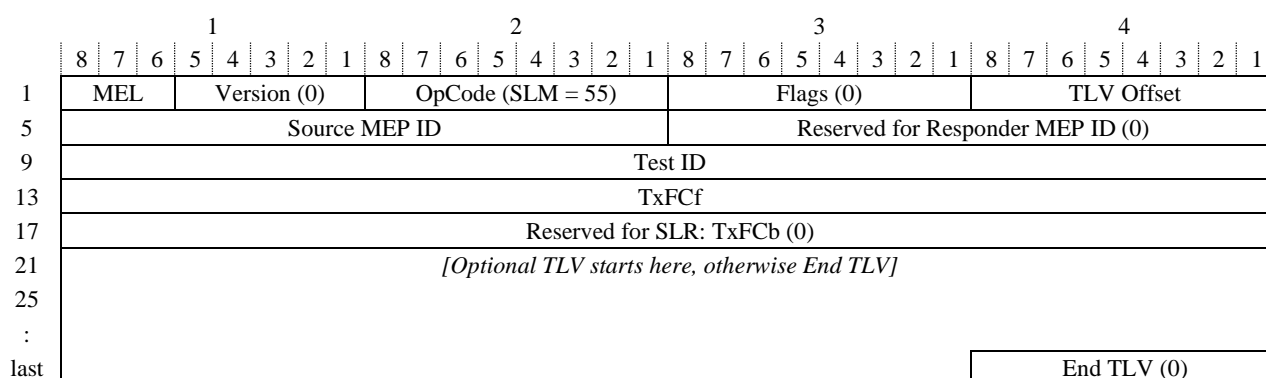 1 2 3 4
8 7 6 5 4 3 2 1 8 7 6 5 4 3 2 1 8 7 6 5 4 3 2 1 8 7 6 5 4 3 2 1
1 MEL Version (0) OpCode (SLM = 55) Flags (0) TLV Offset
5 Source MEP ID Reserved for Responder MEP ID (0)
9 Test ID
13 TxFCf
17 Reserved for SLR: TxFCb (0)
21 [Optional TLV starts here, otherwise End TLV]
25
:
last End TLV (0)